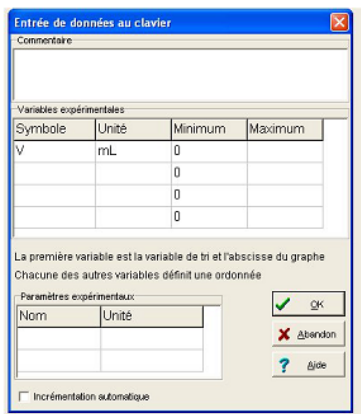 Entrée de données au clavier
Commentaire
Variables expérimentales
Symbole Unité Minimum Maximum
V mL 0
0
0
0
La première variable est la variable de tri et l'abscisse du graphe
Chacune des autres variables définit une ordonnée
Paramètres expérimentaux
Nom Unité
OK
Abandon
Aide
Incrémentation automatique